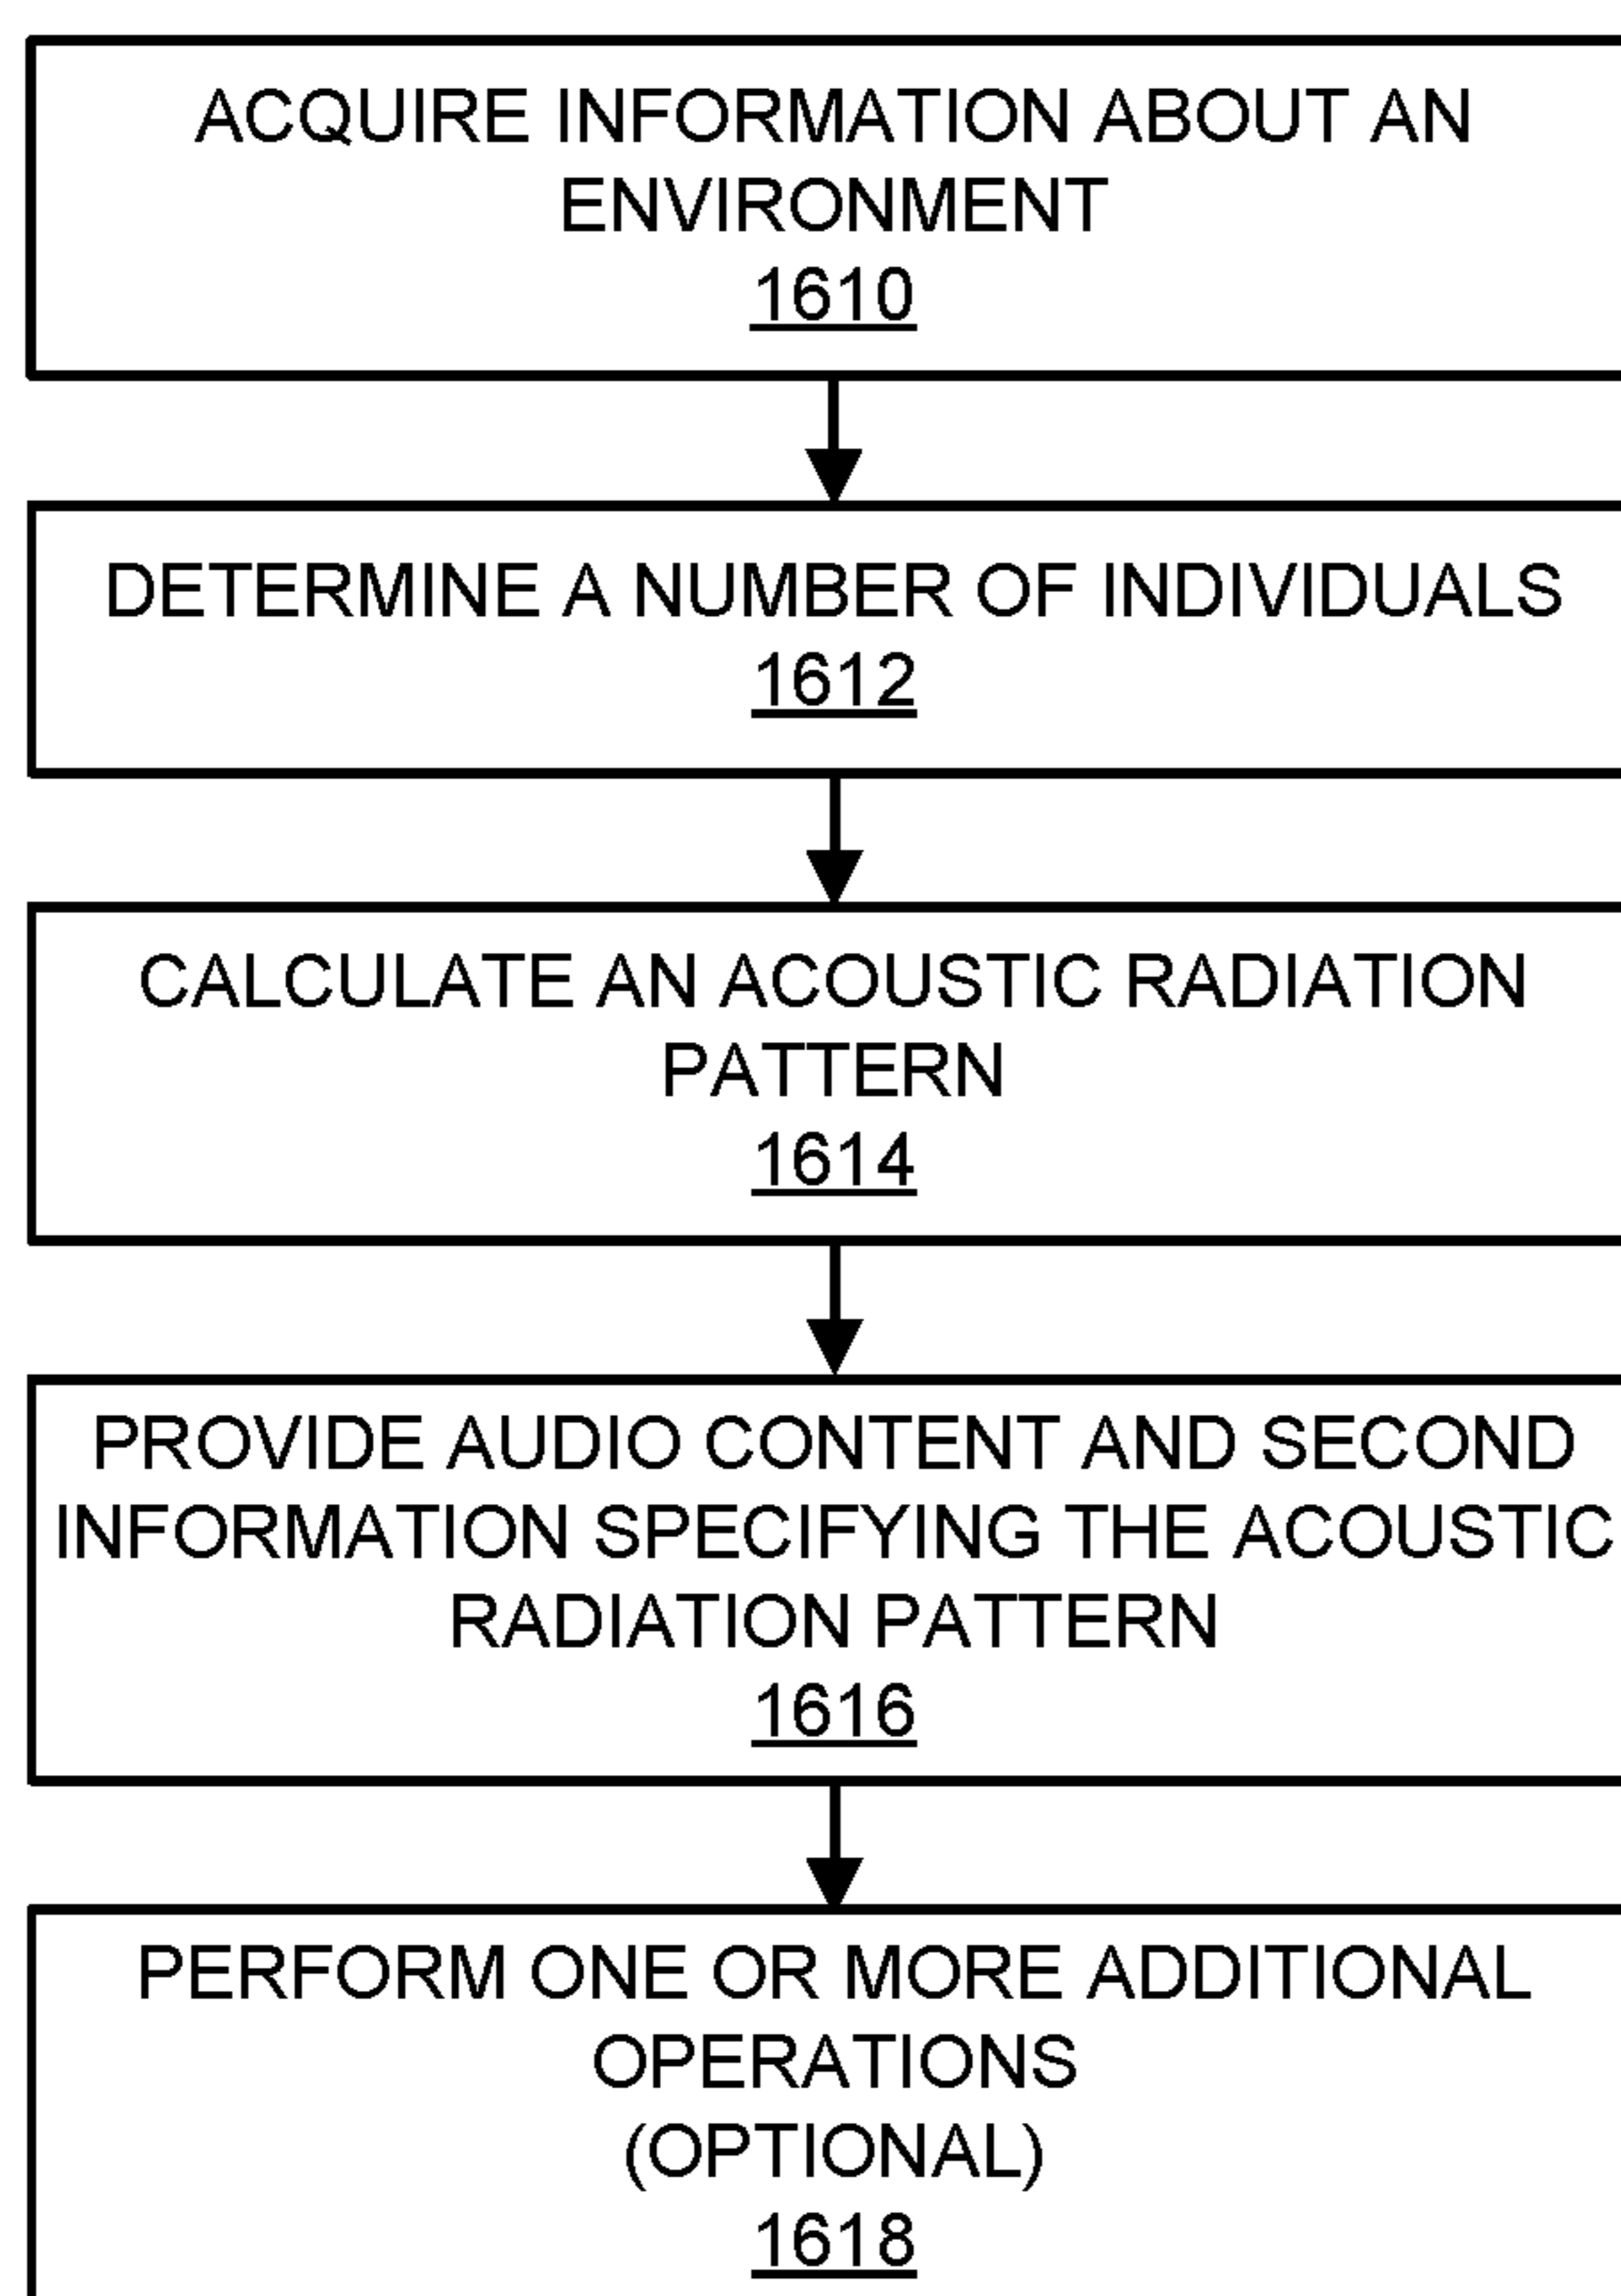 ACQUIRE INFORMATION ABOUT AN
ENVIRONMENT
1610
DETERMINE A NUMBER OF INDIVIDUALS
1612
CALCULATE AN ACOUSTIC RADIATION
PATTERN
1614
PROVIDE AUDIO CONTENT AND SECOND
INFORMATION SPECIFYING THE ACOUSTIC
RADIATION PATTERN
1616
PERFORM ONE OR MORE ADDITIONAL
OPERATIONS
(OPTIONAL)
1618